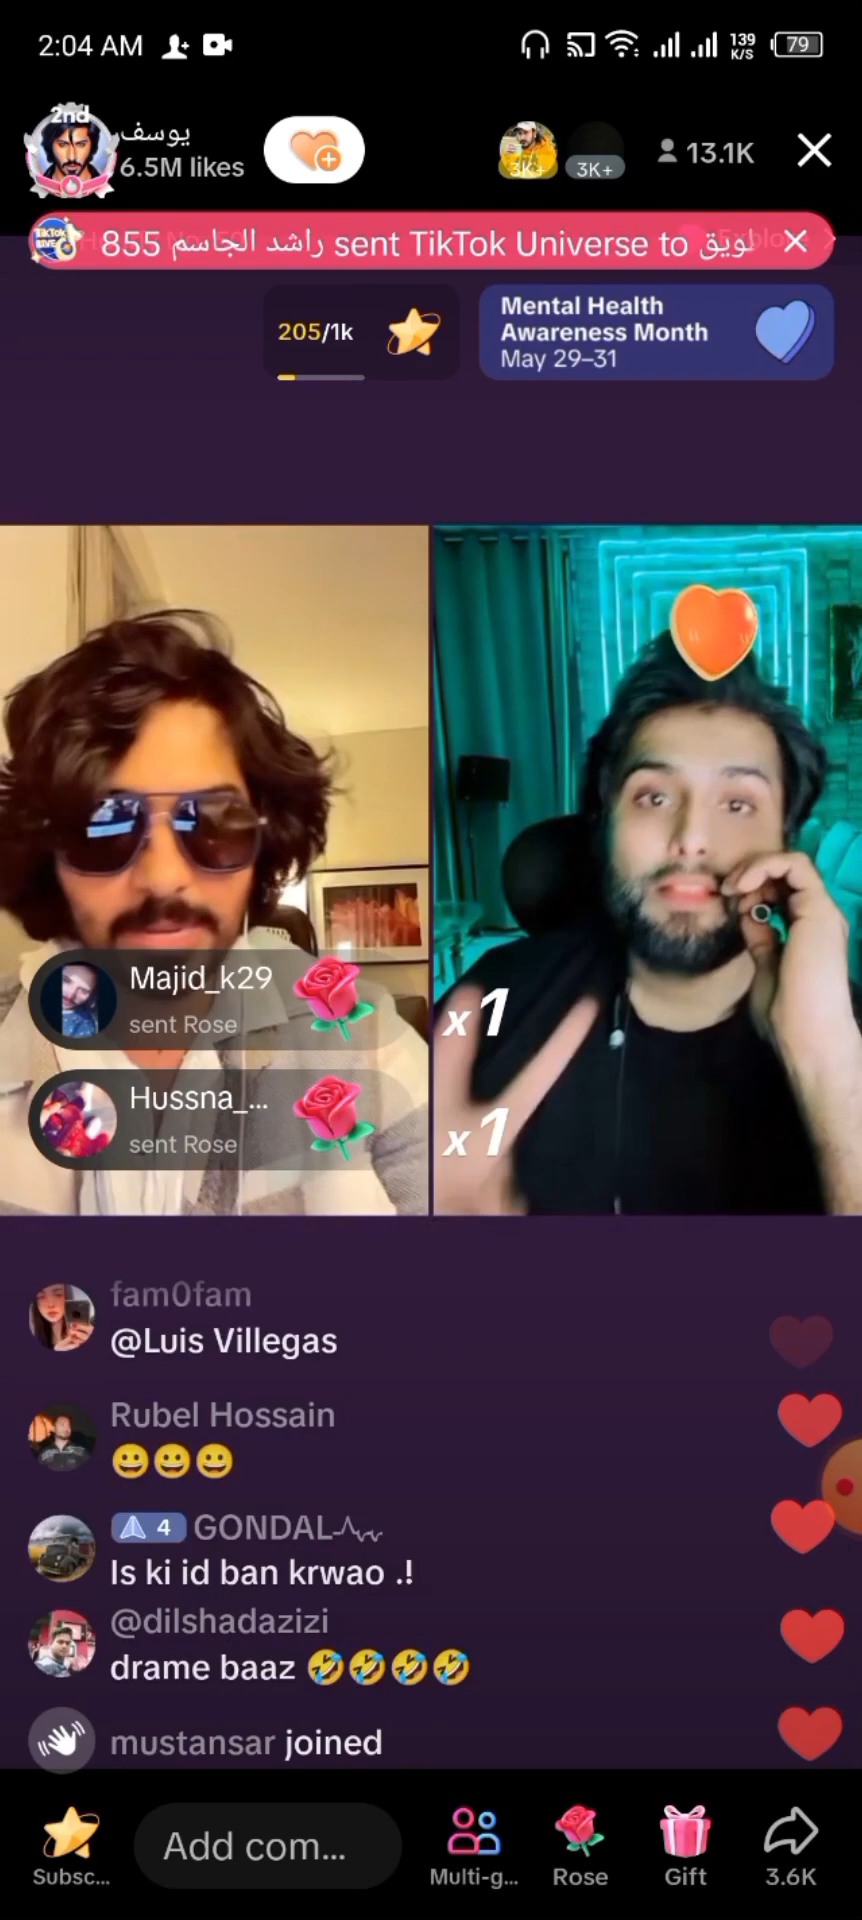 2:04 AM
139
K/S
79
2nd
يوسف
6.5M likes
3K+
3K+
13.1K
855 راشد الجاسم sent TikTok Universe to لويق
TikTok
LIVE
205/1k
Mental Health
Awareness Month
May 29–31
Majid_k29
sent Rose
x1
Hussna_...
sent Rose
x1
fam0fam
@Luis Villegas
Rubel Hossain
😀😀😀
4 GONDAL
Is ki id ban krwao .!
@dilshadazizi
drame baaz 🤣🤣🤣🤣
mustansar joined
Subsc...
Add com...
Multi-g...
Rose
Gift
3.6K